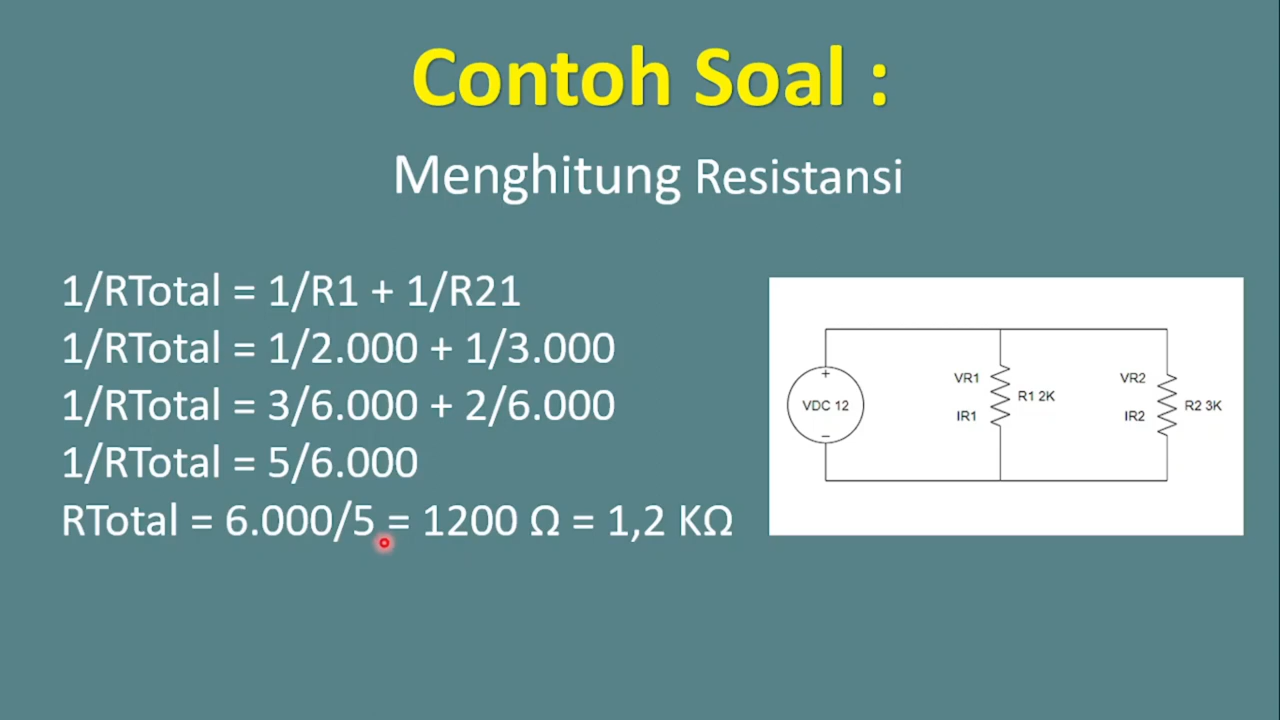 Contoh Soal :
Menghitung Resistansi
1/RTotal = 1/R1 + 1/R21
1/RTotal = 1/2.000 + 1/3.000
1/RTotal = 3/6.000 + 2/6.000
1/RTotal = 5/6.000
RTotal = 6.000/5 = 1200 Ω = 1,2 KΩ
+
VDC 12
−
VR1
R1 2K
IR1
VR2
R2 3K
IR2